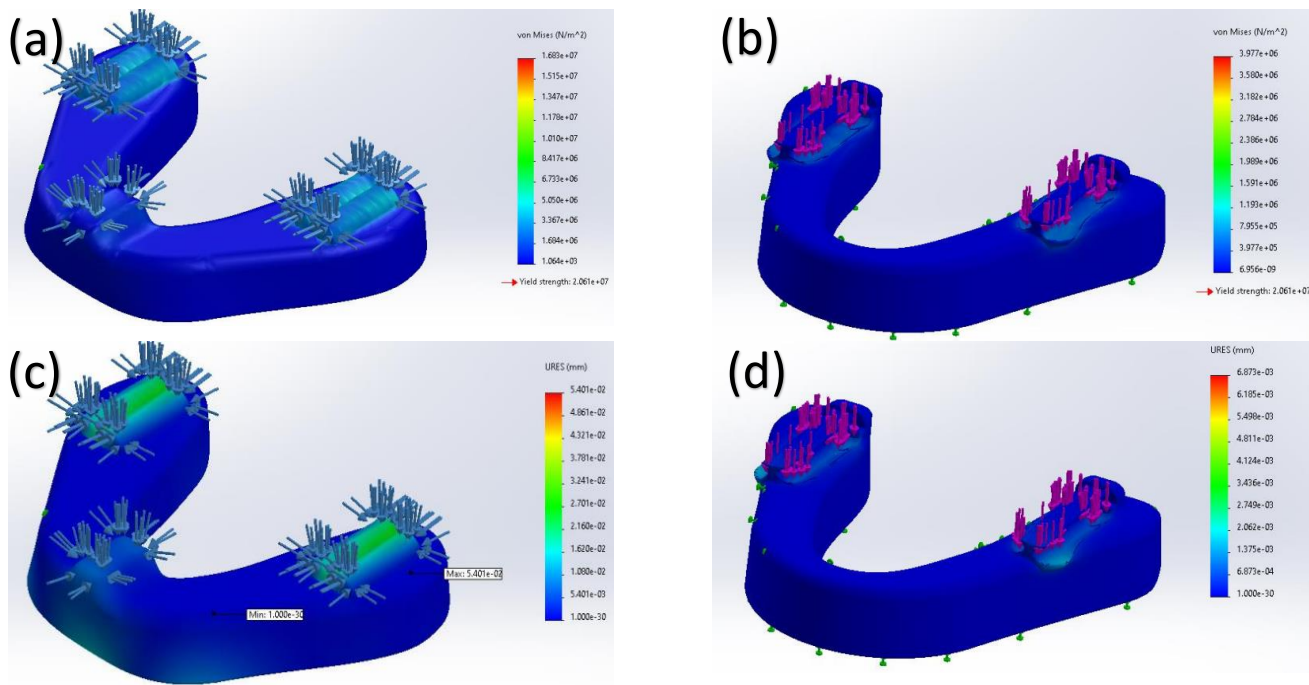 (a)
von Mises (N/m^2)
1.683e+07
1.515e+07
1.347e+07
1.178e+07
1.010e+07
8.417e+06
6.733e+06
5.050e+06
3.367e+06
1.684e+06
1.064e+03
Yield strength: 2.061e+07
(b)
von Mises (N/m^2)
3.977e+06
3.580e+06
3.182e+06
2.784e+06
2.386e+06
1.989e+06
1.591e+06
1.193e+06
7.955e+05
3.977e+05
6.956e-09
Yield strength: 2.061e+07
(c)
URES (mm)
5.401e-02
4.861e-02
4.321e-02
3.781e-02
3.241e-02
2.701e-02
2.160e-02
1.620e-02
1.080e-02
5.401e-03
1.000e-30
Max: 5.401e-02
Min: 1.000e-30
(d)
URES (mm)
6.873e-03
6.185e-03
5.498e-03
4.811e-03
4.124e-03
3.436e-03
2.749e-03
2.062e-03
1.375e-03
6.873e-04
1.000e-30